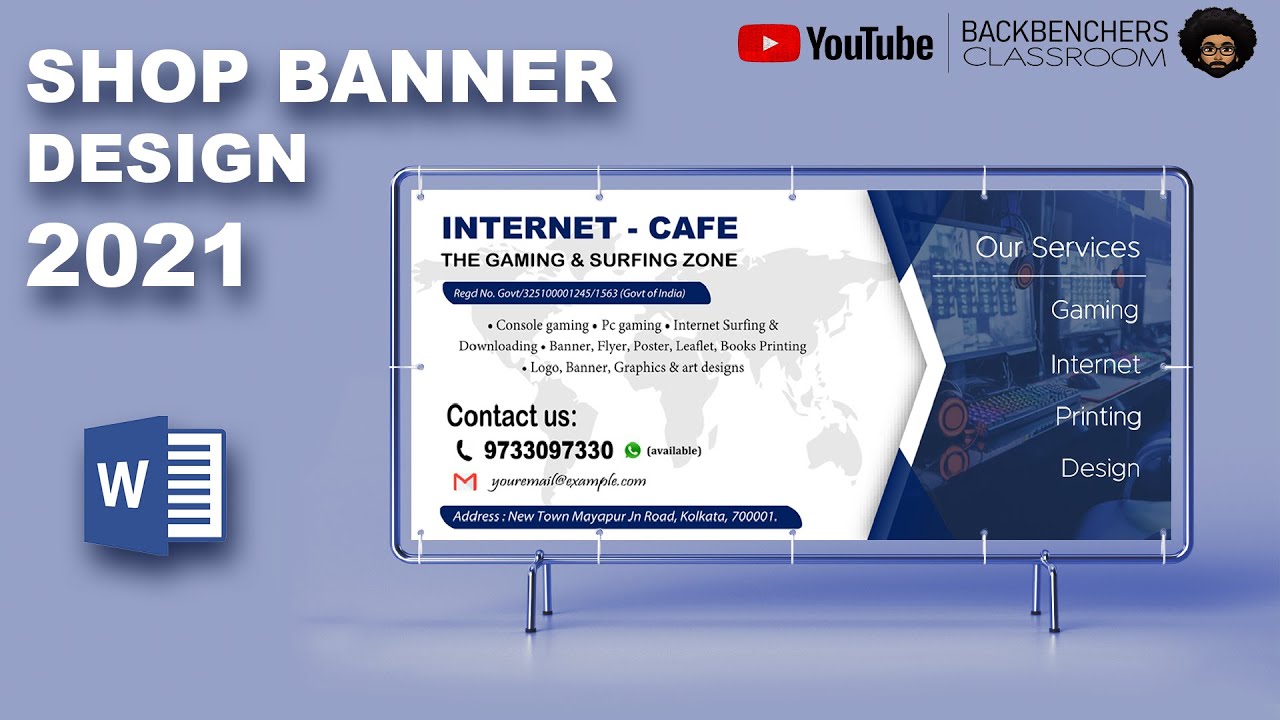 SHOP BANNER
DESIGN
2021
YouTube
BACKBENCHERS
CLASSROOM
INTERNET - CAFE
THE GAMING & SURFING ZONE
Regd No. Govt/325100001245/1563 (Govt of India)
• Console gaming • Pc gaming • Internet Surfing &
Downloading • Banner, Flyer, Poster, Leaflet, Books Printing
• Logo, Banner, Graphics & art designs
Contact us:
9733097330 (available)
youremail@example.com
Address : New Town Mayapur Jn Road, Kolkata, 700001.
Our Services
Gaming
Internet
Printing
Design
W